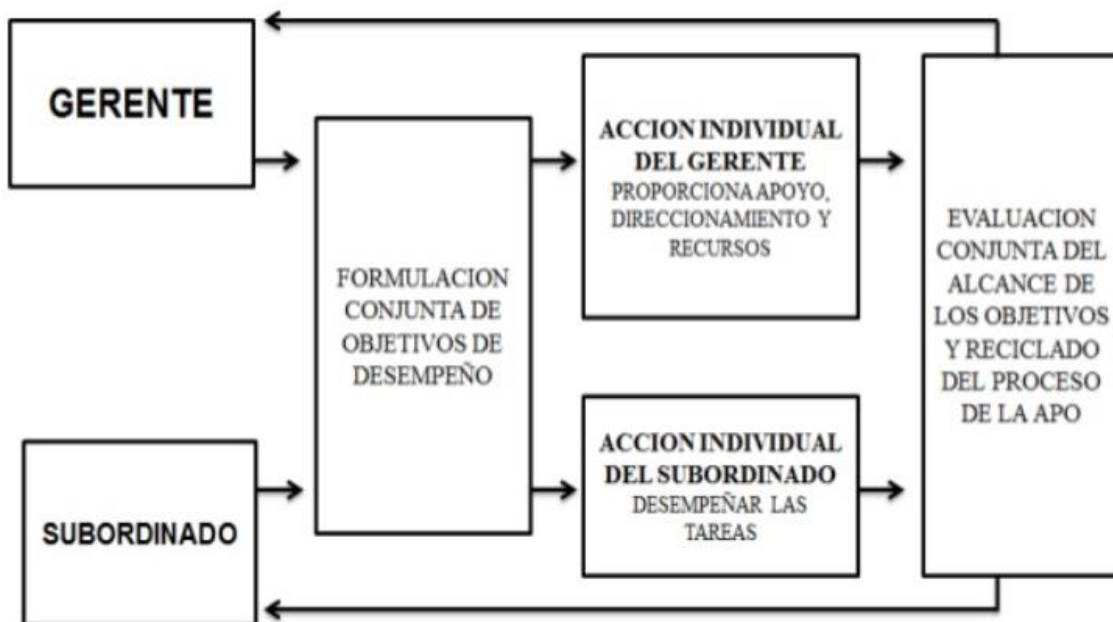 GERENTE
SUBORDINADO
FORMULACION
CONJUNTA DE
OBJETIVOS DE
DESEMPEÑO
ACCION INDIVIDUAL
DEL GERENTE
PROPORCIONA APOYO,
DIRECCIONAMIENTO Y
RECURSOS
ACCION INDIVIDUAL
DEL SUBORDINADO
DESEMPEÑAR LAS
TAREAS
EVALUACION
CONJUNTA DEL
ALCANCE DE
LOS OBJETIVOS
Y RECICLADO
DEL PROCESO
DE LA APO